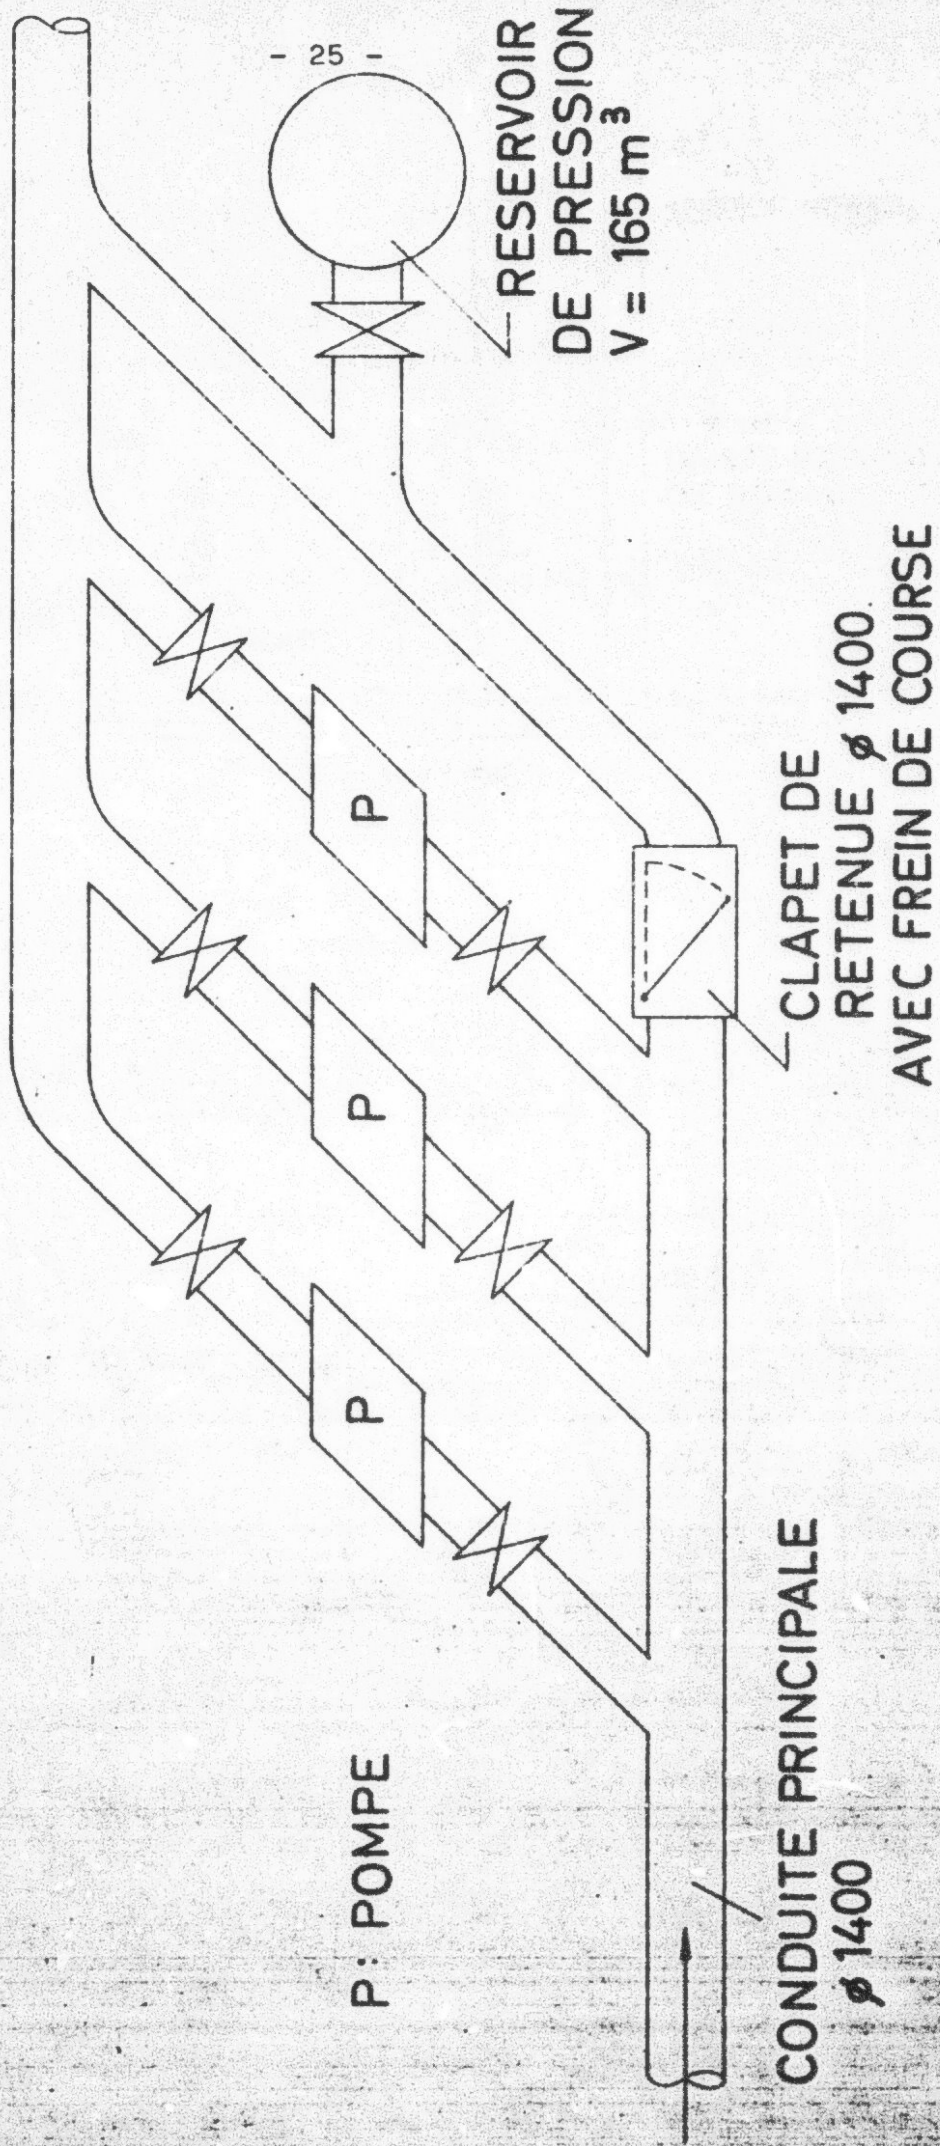 - 25 -
RESERVOIR
DE PRESSION
V = 165 m³
P
P
P
P : POMPE
CLAPET DE
RETENUE ø 1400
AVEC FREIN DE COURSE
CONDUITE PRINCIPALE
ø 1400